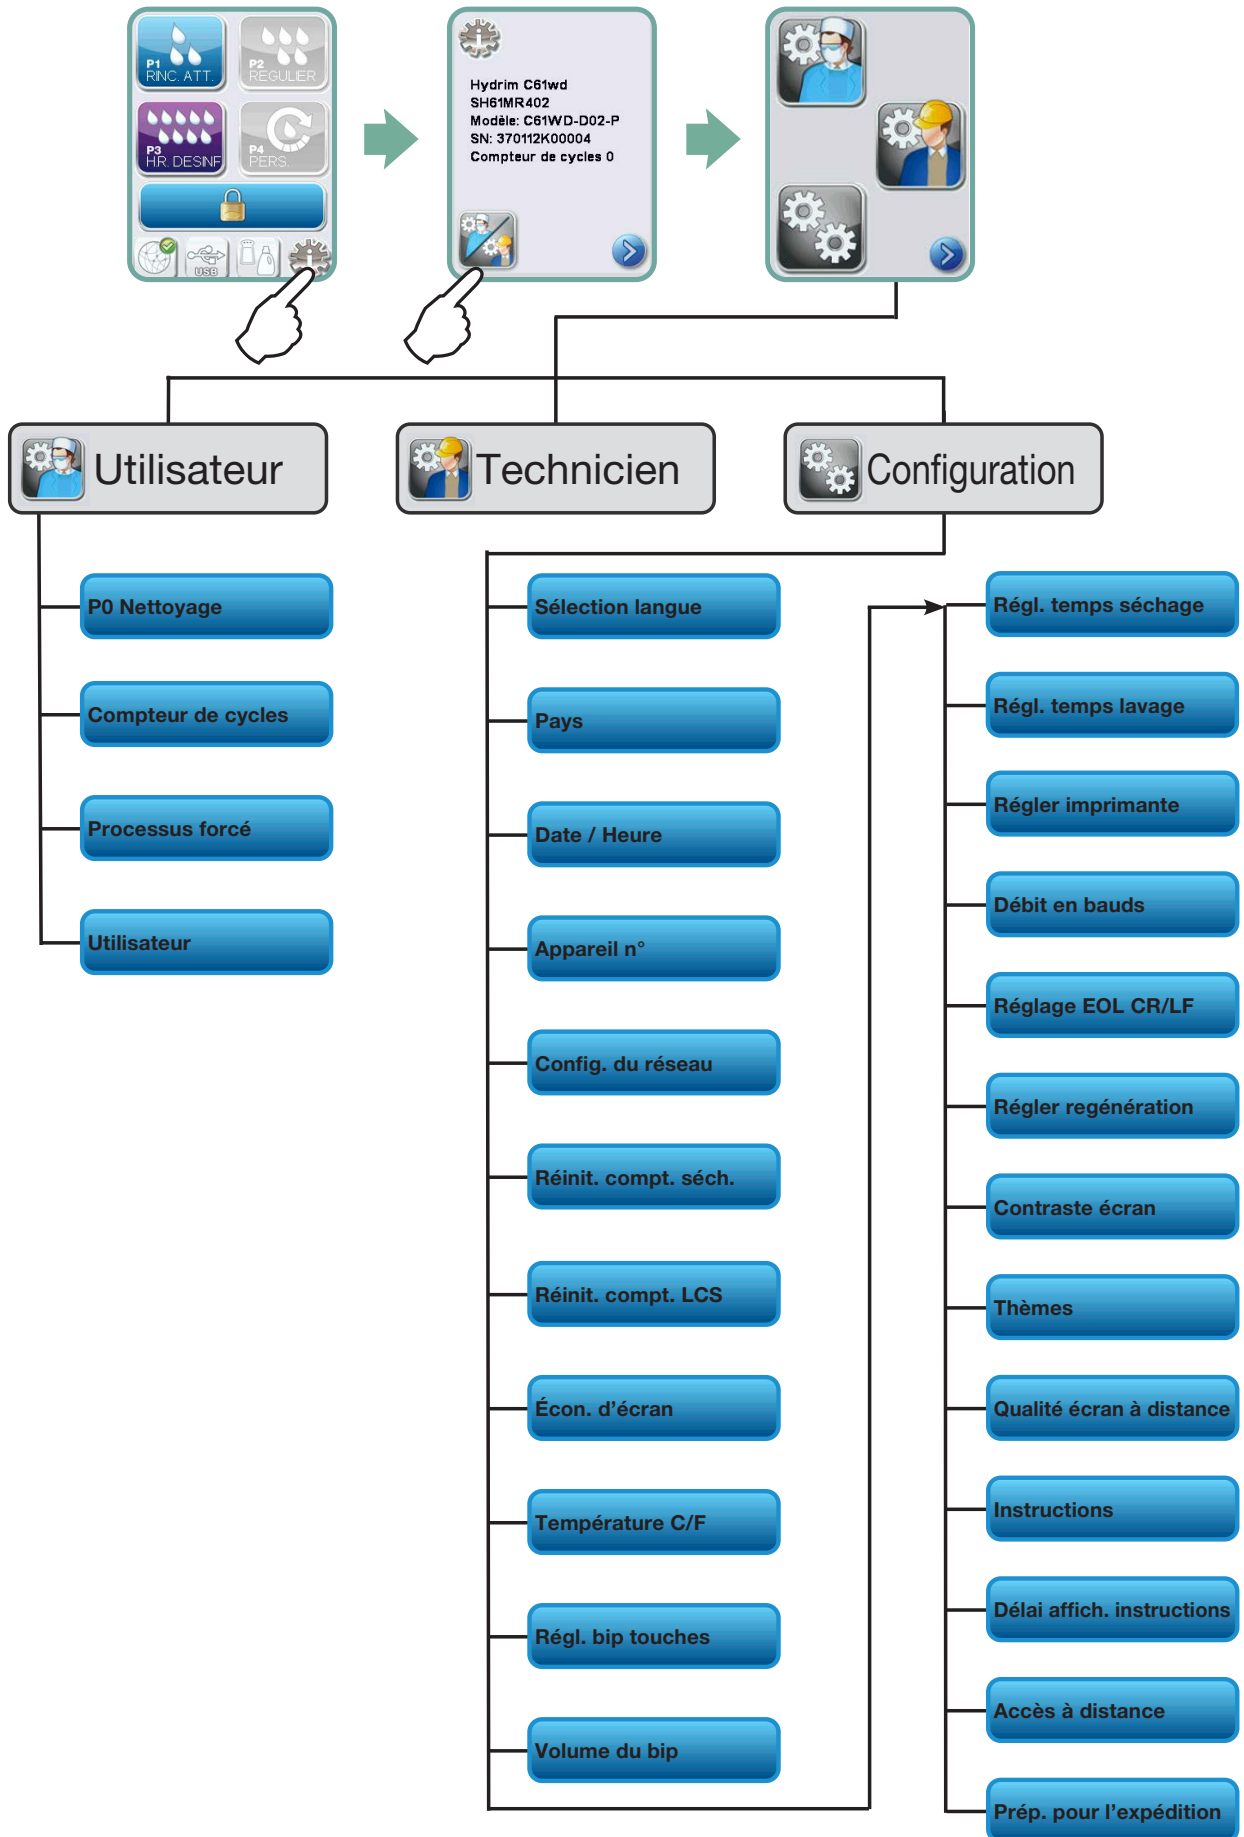 P1
RINC. ATT.
P2
REGULIER
P3
HR. DESINF
P4
PERS.
USB
Hydrim C61wd
SH61MR402
Modèle: C61WD-D02-P
SN: 370112K00004
Compteur de cycles 0
Utilisateur
Technicien
Configuration
P0 Nettoyage
Compteur de cycles
Processus forcé
Utilisateur
Sélection langue
Pays
Date / Heure
Appareil n°
Config. du réseau
Réinit. compt. séch.
Réinit. compt. LCS
Écon. d’écran
Température C/F
Régl. bip touches
Volume du bip
Régl. temps séchage
Régl. temps lavage
Régler imprimante
Débit en bauds
Réglage EOL CR/LF
Régler regénération
Contraste écran
Thèmes
Qualité écran à distance
Instructions
Délai affich. instructions
Accès à distance
Prép. pour l’expédition